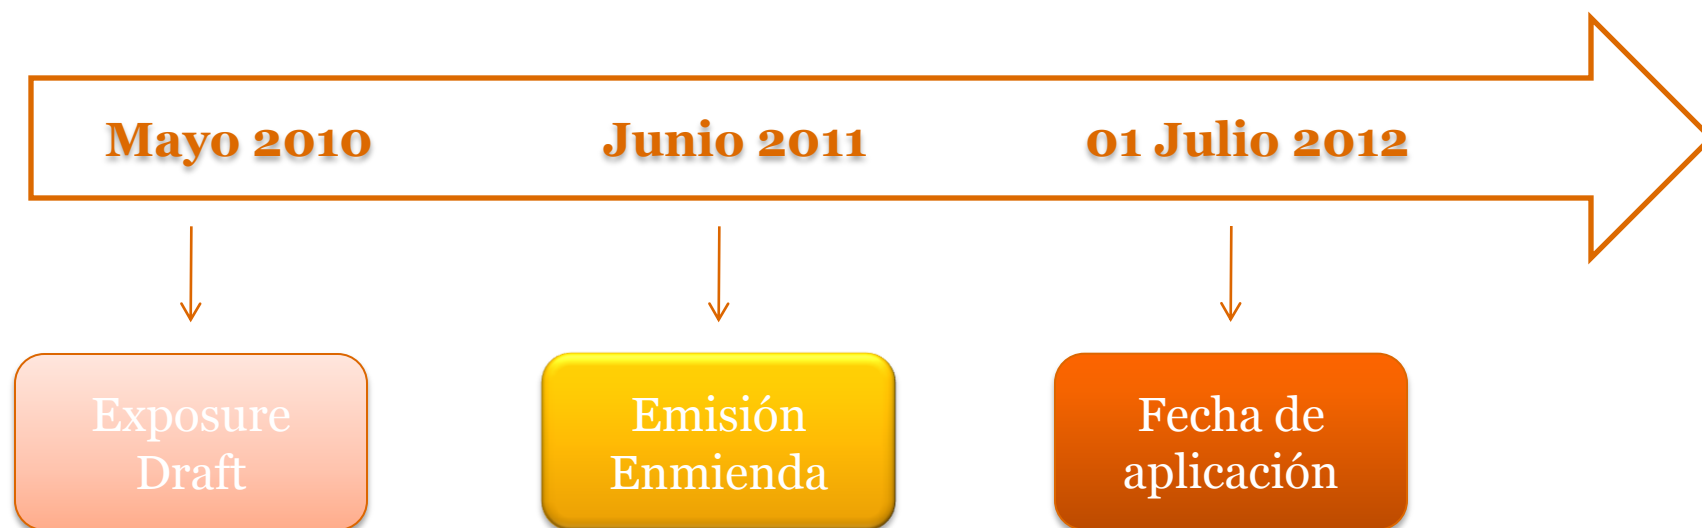 Mayo 2010
Junio 2011
01 Julio 2012
Exposure
Draft
Emisión
Enmienda
Fecha de
aplicación